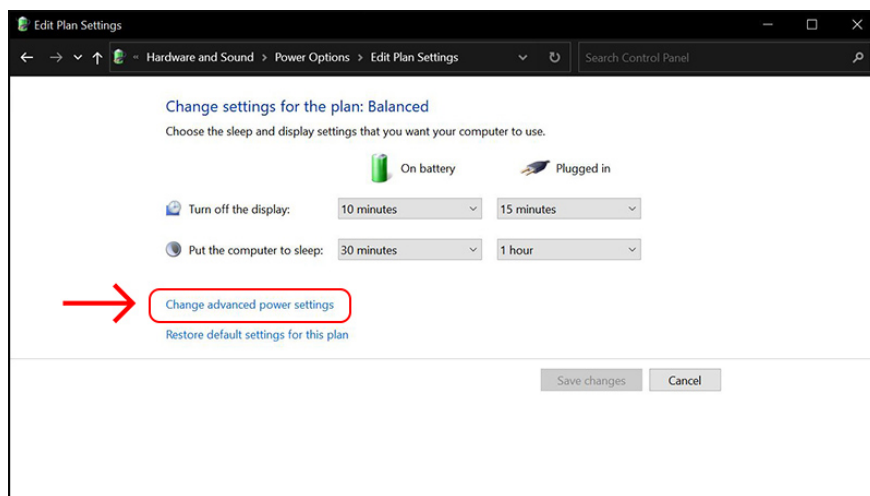 Edit Plan Settings
« Hardware and Sound > Power Options > Edit Plan Settings
Search Control Panel
Change settings for the plan: Balanced
Choose the sleep and display settings that you want your computer to use.
On battery
Plugged in
Turn off the display: 10 minutes 15 minutes
Put the computer to sleep: 30 minutes 1 hour
Change advanced power settings
Restore default settings for this plan
Save changes Cancel